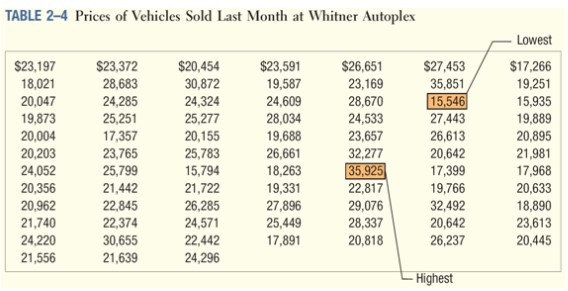 TABLE 2–4 Prices of Vehicles Sold Last Month at Whitner Autoplex
Lowest
$23,197 $23,372 $20,454 $23,591 $26,651 $27,453 $17,266
18,021 28,683 30,872 19,587 23,169 35,851 19,251
20,047 24,285 24,324 24,609 28,670 15,546 15,935
19,873 25,251 25,277 28,034 24,533 27,443 19,889
20,004 17,357 20,155 19,688 23,657 26,613 20,895
20,203 23,765 25,783 26,661 32,277 20,642 21,981
24,052 25,799 15,794 18,263 35,925 17,399 17,968
20,356 21,442 21,722 19,331 22,817 19,766 20,633
20,962 22,845 26,285 27,896 29,076 32,492 18,890
21,740 22,374 24,571 25,449 28,337 20,642 23,613
24,220 30,655 22,442 17,891 20,818 26,237 20,445
21,556 21,639 24,296
Highest